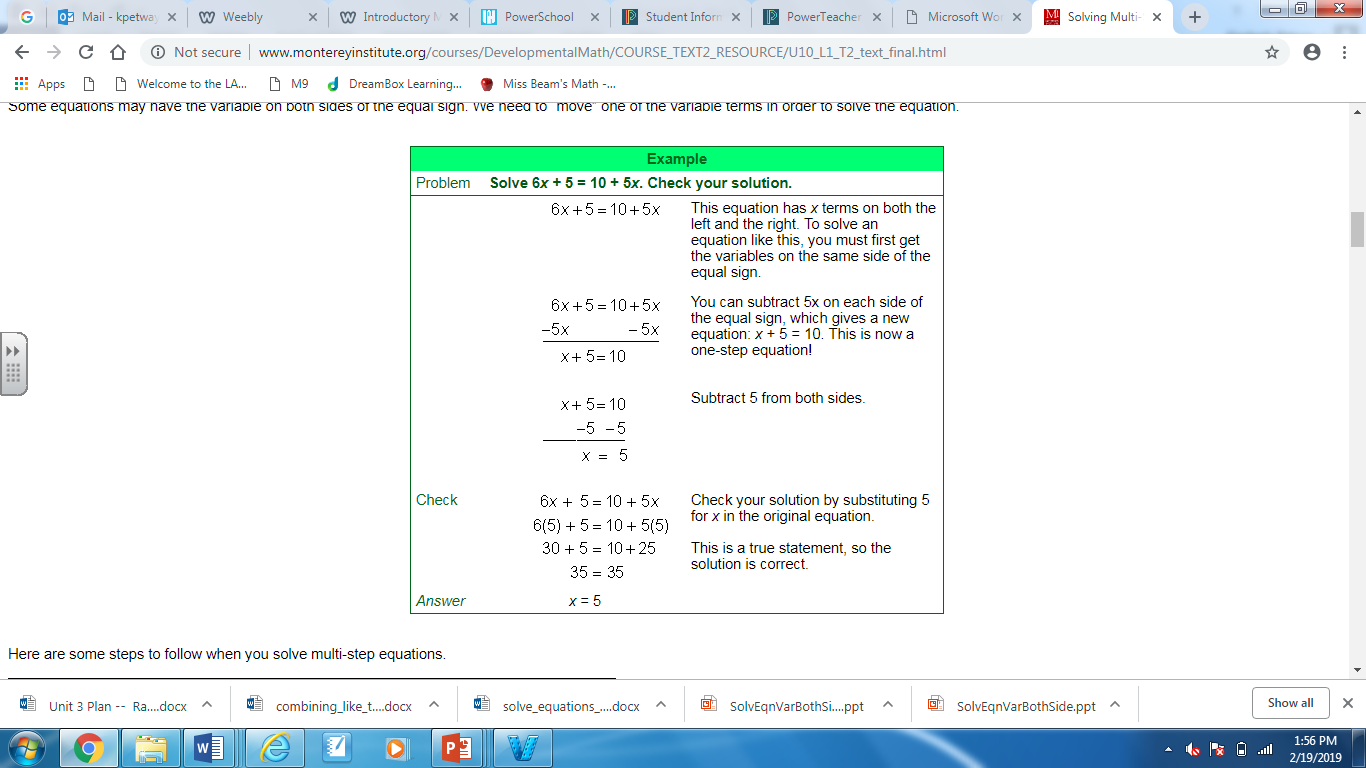 Mail - kpetway
Weebly
Introductory M
PowerSchool
Student Inform
PowerTeacher
Microsoft Wor
Solving Multi-
Not secure | www.montereyinstitute.org/courses/DevelopmentalMath/COURSE_TEXT2_RESOURCE/U10_L1_T2_text_final.html
Apps
Welcome to the LA...
M9
DreamBox Learning...
Miss Beam's Math -...
Some equations may have the variable on both sides of the equal sign. We need to "move" one of the variable terms in order to solve the equation.
Example
Problem Solve 6x + 5 = 10 + 5x. Check your solution.
6x + 5 = 10 + 5x
This equation has x terms on both the
left and the right. To solve an
equation like this, you must first get
the variables on the same side of the
equal sign.
6x + 5 = 10 + 5x
−5x − 5x
x + 5 = 10
You can subtract 5x on each side of
the equal sign, which gives a new
equation: x + 5 = 10. This is now a
one-step equation!
x + 5 = 10
−5 −5
x = 5
Subtract 5 from both sides.
Check
6x + 5 = 10 + 5x
6(5) + 5 = 10 + 5(5)
30 + 5 = 10 + 25
35 = 35
Check your solution by substituting 5
for x in the original equation.
This is a true statement, so the
solution is correct.
Answer x = 5
Here are some steps to follow when you solve multi-step equations.
Unit 3 Plan -- Ra....docx
combining_like_t....docx
solve_equations_....docx
SolvEqnVarBothSi....ppt
SolvEqnVarBothSide.ppt
Show all
1:56 PM
2/19/2019